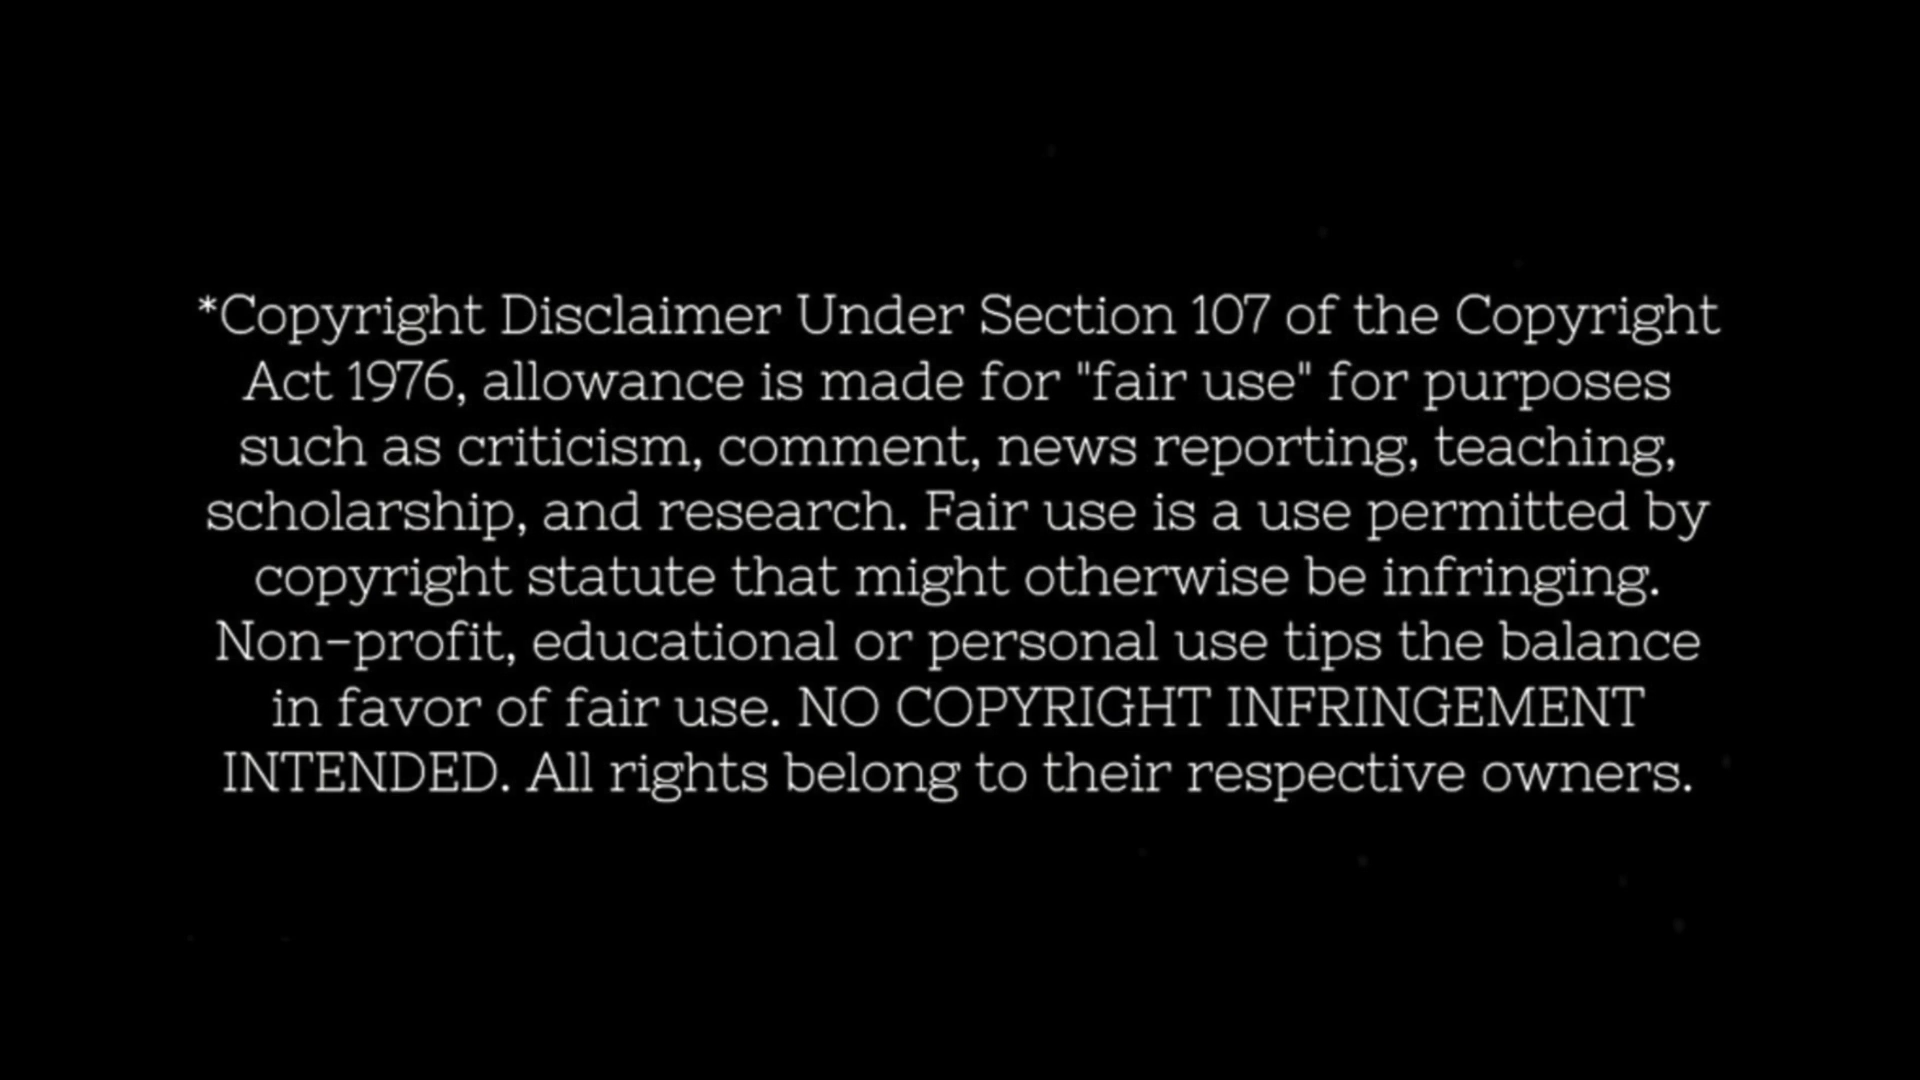 *Copyright Disclaimer Under Section 107 of the Copyright
Act 1976, allowance is made for "fair use" for purposes
such as criticism, comment, news reporting, teaching,
scholarship, and research. Fair use is a use permitted by
copyright statute that might otherwise be infringing.
Non-profit, educational or personal use tips the balance
in favor of fair use. NO COPYRIGHT INFRINGEMENT
INTENDED. All rights belong to their respective owners.